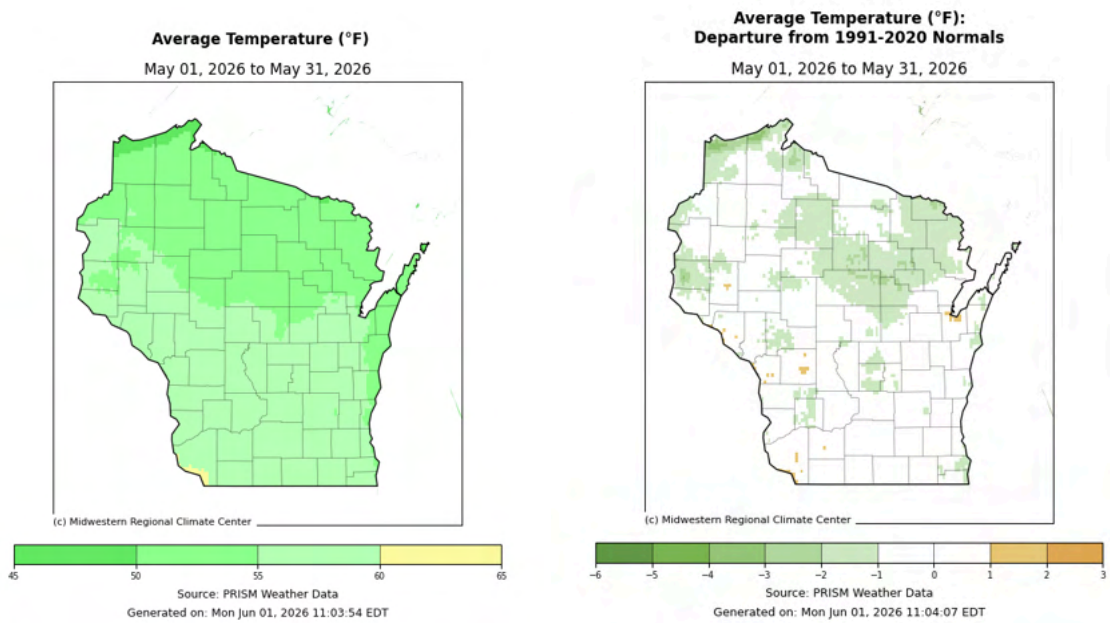 Average Temperature (°F)
May 01, 2026 to May 31, 2026
(c) Midwestern Regional Climate Center
45 50 55 60 65
Source: PRISM Weather Data
Generated on: Mon Jun 01, 2026 11:03:54 EDT
Average Temperature (°F):
Departure from 1991-2020 Normals
May 01, 2026 to May 31, 2026
(c) Midwestern Regional Climate Center
−6 −5 −4 −3 −2 −1 0 1 2 3
Source: PRISM Weather Data
Generated on: Mon Jun 01, 2026 11:04:07 EDT